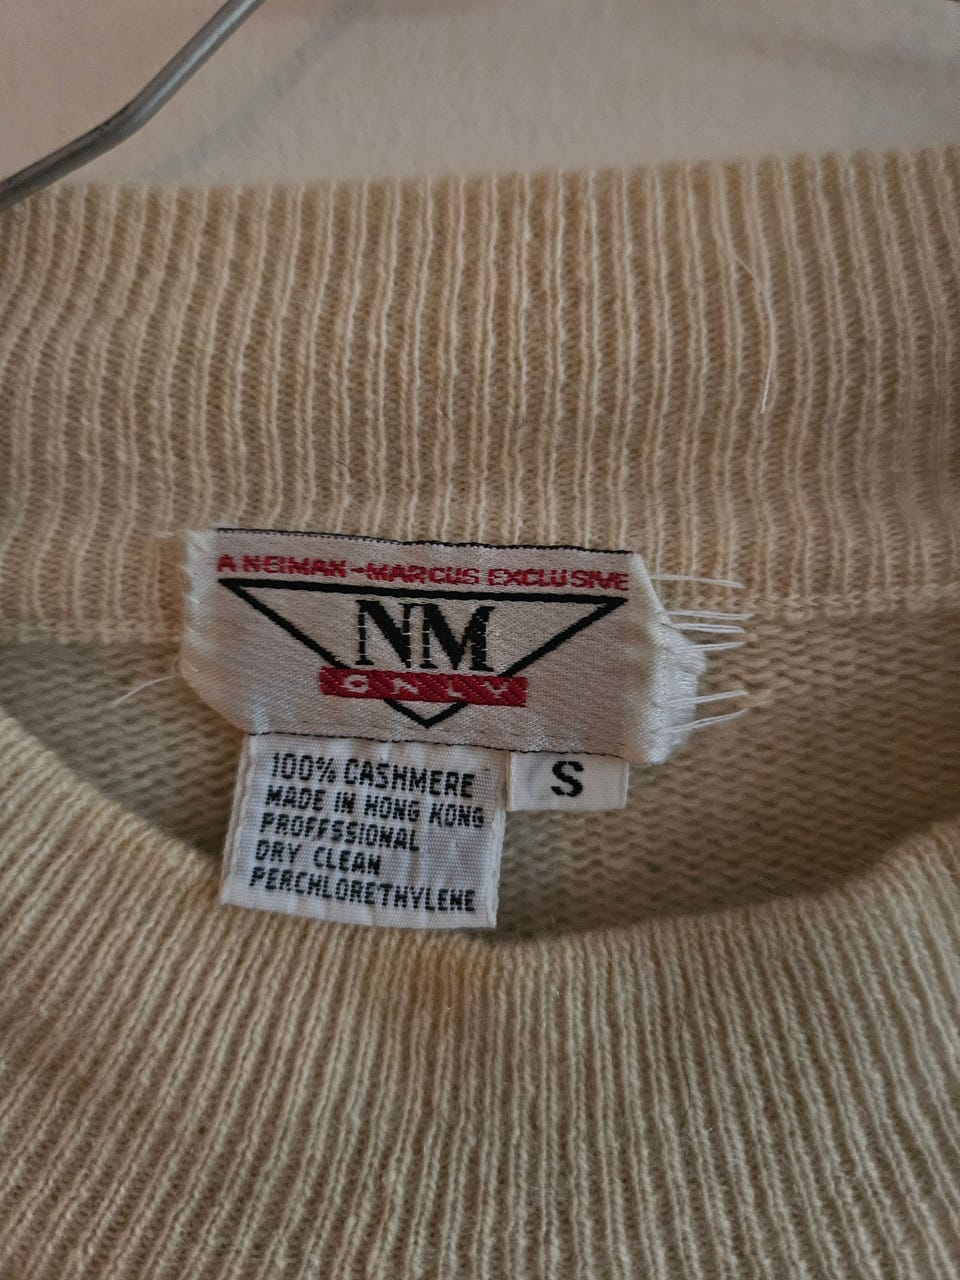 A NEIMAN-MARCUS EXCLUSIVE
NM
ONLY
100% CASHMERE
MADE IN HONG KONG
PROFFSSIONAL
DRY CLEAN
PERCHLORETHYLENE
S